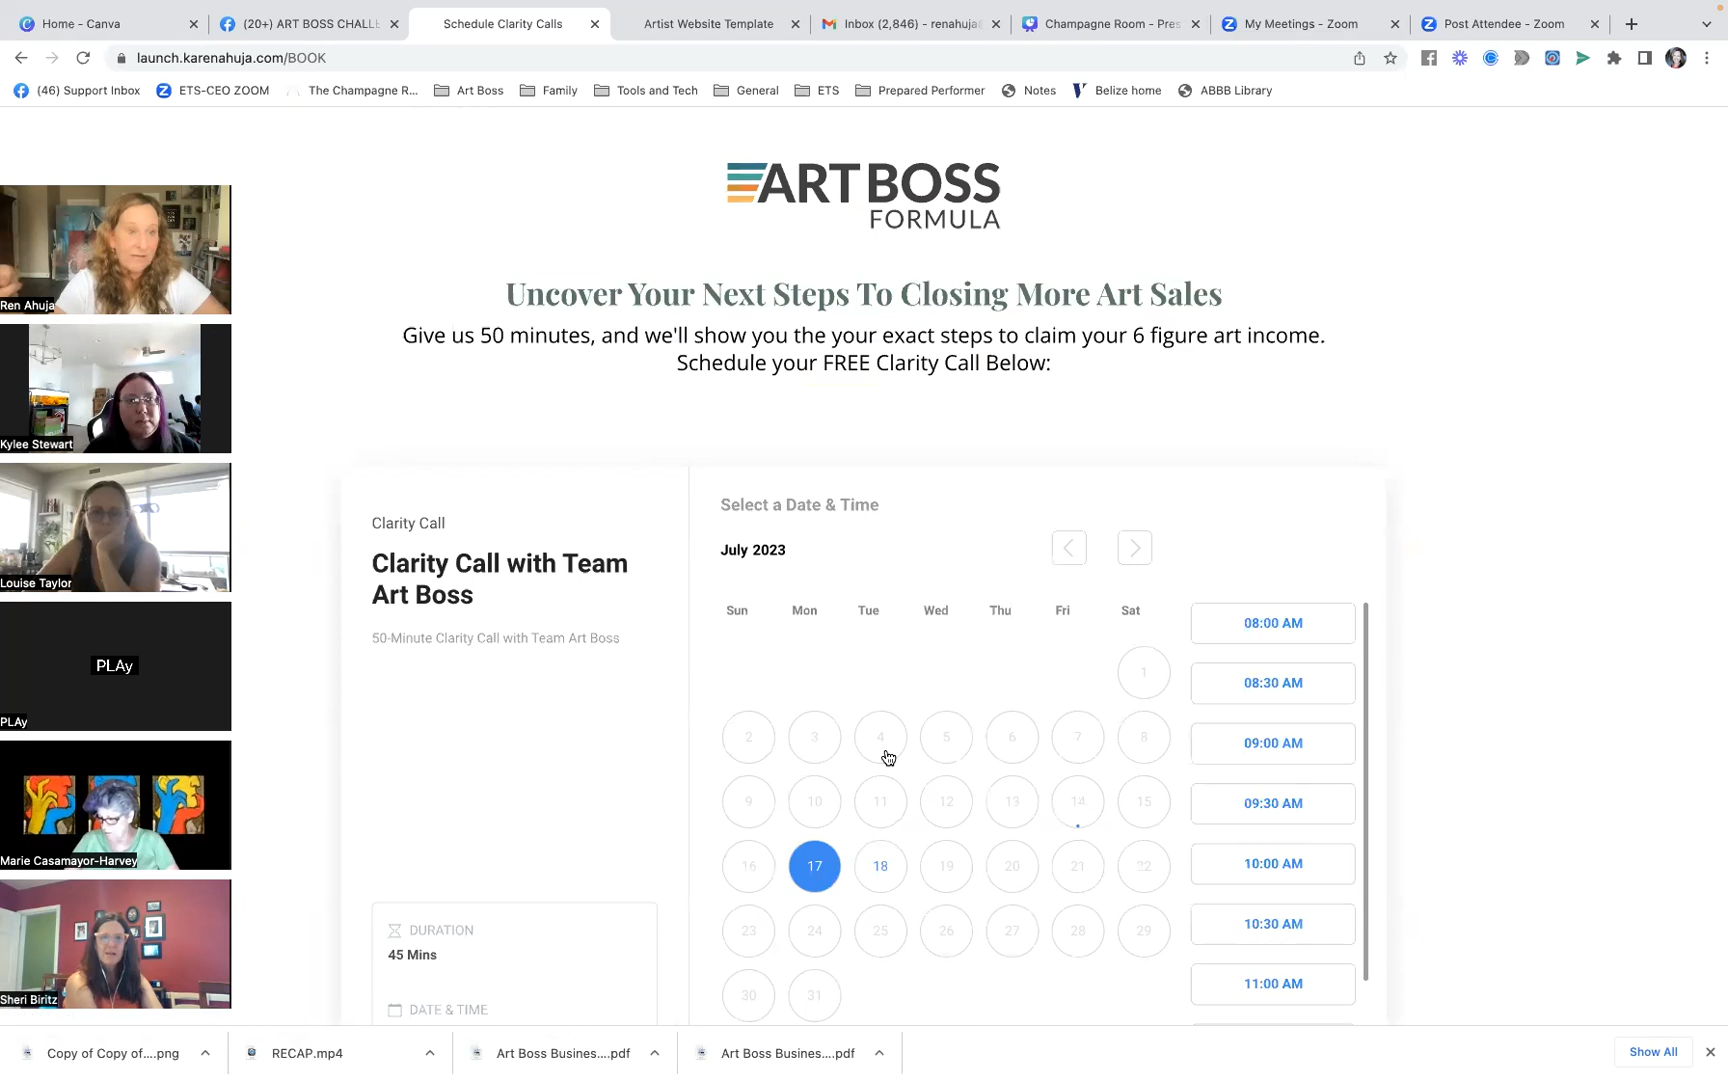 Home - Canva
(20+) ART BOSS CHALL
Schedule Clarity Calls
Artist Website Template
Inbox (2,846) - renahuja
Champagne Room - Pres
My Meetings - Zoom
Post Attendee - Zoom
launch.karenahuja.com/BOOK
(46) Support Inbox
ETS-CEO ZOOM
The Champagne R...
Art Boss
Family
Tools and Tech
General
ETS
Prepared Performer
Notes
Belize home
ABBB Library
ART BOSS
FORMULA
Uncover Your Next Steps To Closing More Art Sales
Give us 50 minutes, and we'll show you the your exact steps to claim your 6 figure art income.
Schedule your FREE Clarity Call Below:
Ren Ahuja
Kylee Stewart
Louise Taylor
PLAy
PLAy
Marie Casamayor-Harvey
Sheri Biritz
Clarity Call
Clarity Call with Team
Art Boss
50-Minute Clarity Call with Team Art Boss
DURATION
45 Mins
DATE & TIME
Select a Date & Time
July 2023
Sun Mon Tue Wed Thu Fri Sat
1
2 3 4 5 6 7 8
9 10 11 12 13 14 15
16 17 18 19 20 21 22
23 24 25 26 27 28 29
30 31
08:00 AM
08:30 AM
09:00 AM
09:30 AM
10:00 AM
10:30 AM
11:00 AM
Copy of Copy of....png
RECAP.mp4
Art Boss Busines....pdf
Art Boss Busines....pdf
Show All